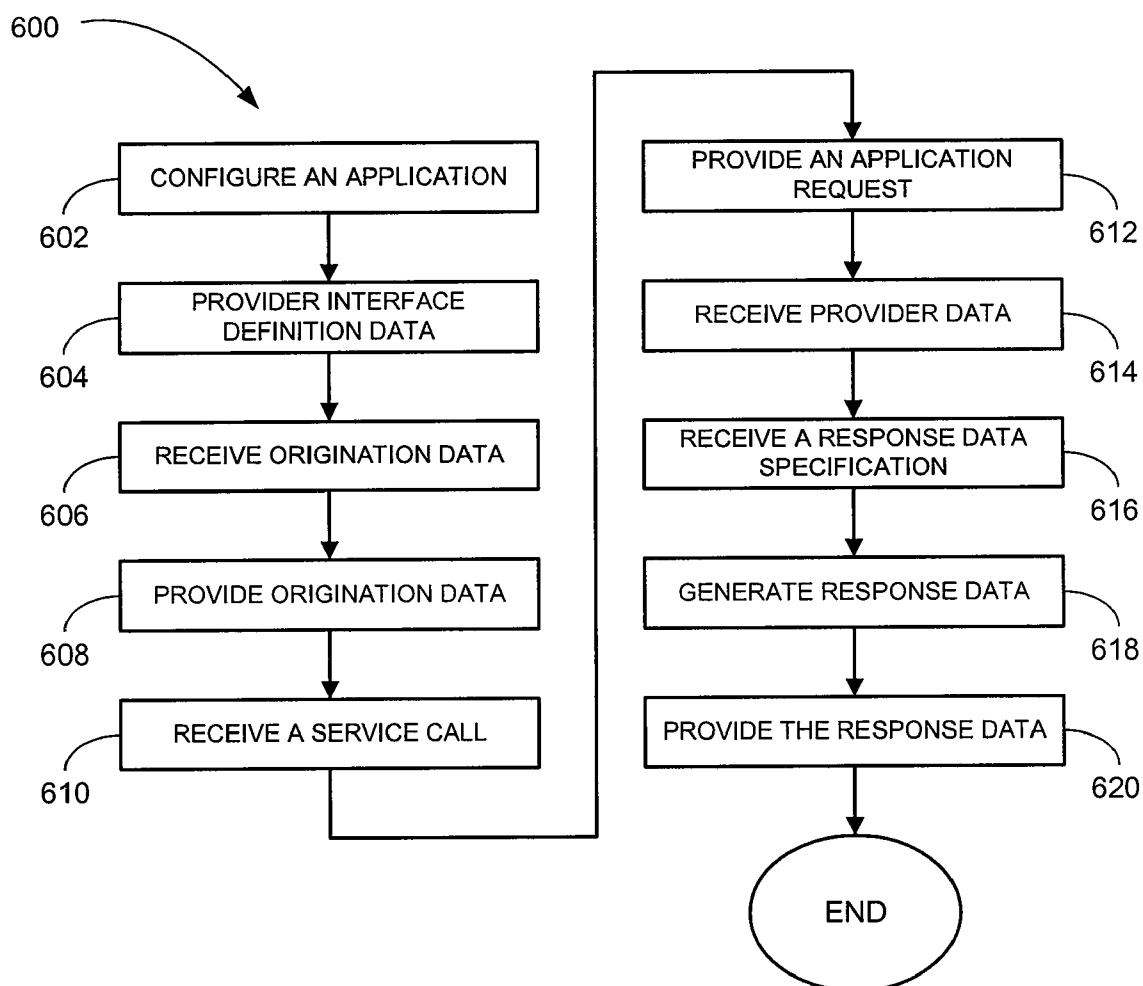 600
CONFIGURE AN APPLICATION
602
PROVIDER INTERFACE
DEFINITION DATA
604
RECEIVE ORIGINATION DATA
606
PROVIDE ORIGINATION DATA
608
RECEIVE A SERVICE CALL
610
PROVIDE AN APPLICATION
REQUEST
612
RECEIVE PROVIDER DATA
614
RECEIVE A RESPONSE DATA
SPECIFICATION
616
GENERATE RESPONSE DATA
618
PROVIDE THE RESPONSE DATA
620
END